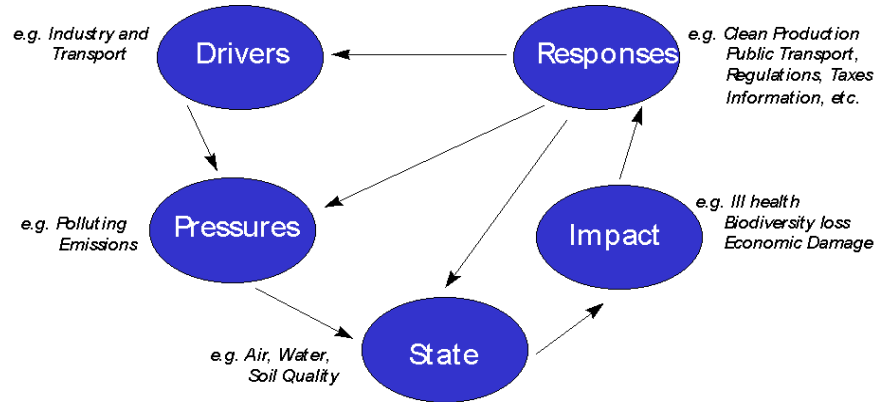 e.g. Industry and
Transport
Drivers
Responses
e.g. Clean Production
Public Transport,
Regulations, Taxes
Information, etc.
e.g. Polluting
Emissions
Pressures
Impact
e.g. Ill health
Biodiversity loss
Economic Damage
e.g. Air, Water,
Soil Quality
State